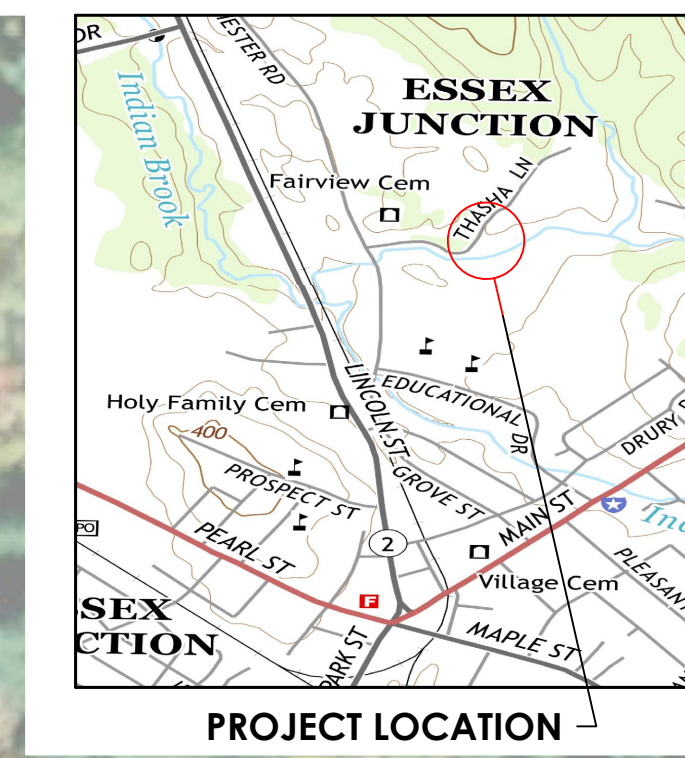 DR
ESTER RD
ESSEX
JUNCTION
Indian Brook
Fairview Cem
THASHA LN
LINCOLN ST
EDUCATIONAL DR
Holy Family Cem
400
PROSPECT ST
GROVE ST
DRURY
MAIN ST
PO
PEARL ST
2
Village Cem
PLEASANT
F
SEX
CTION
PARK ST
MAPLE ST
PROJECT LOCATION